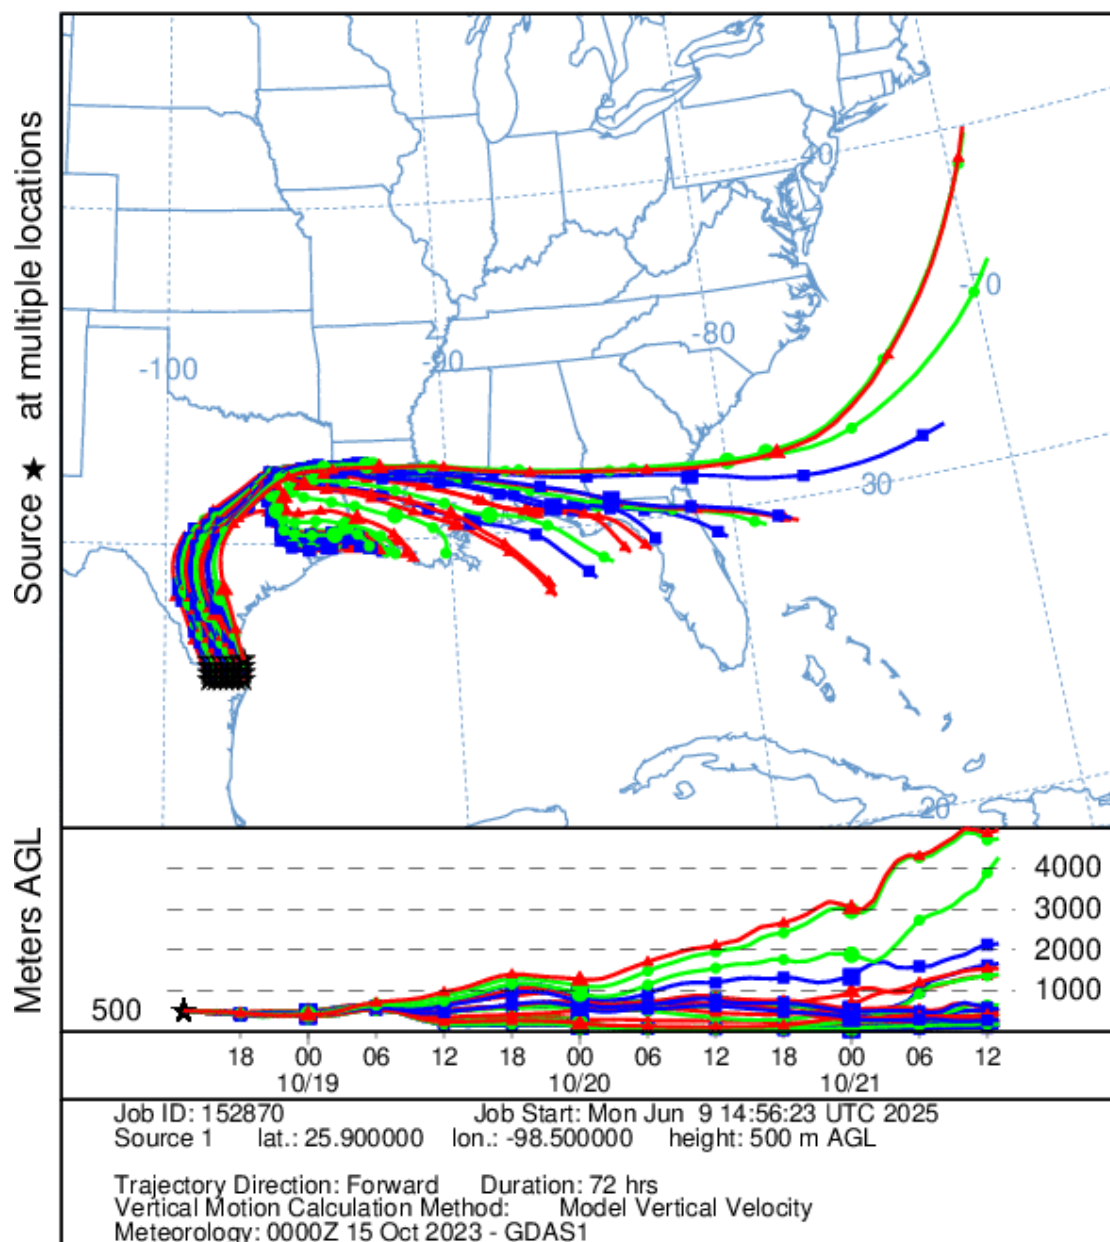 Source ★ at multiple locations
40
-70
-80
-100
90
30
20
Meters AGL
4000
3000
2000
1000
500
18 00 06 12 18 00 06 12 18 00 06 12
10/19 10/20 10/21
Job ID: 152870 Job Start: Mon Jun 9 14:56:23 UTC 2025
Source 1 lat.: 25.900000 lon.: -98.500000 height: 500 m AGL
Trajectory Direction: Forward Duration: 72 hrs
Vertical Motion Calculation Method: Model Vertical Velocity
Meteorology: 0000Z 15 Oct 2023 - GDAS1